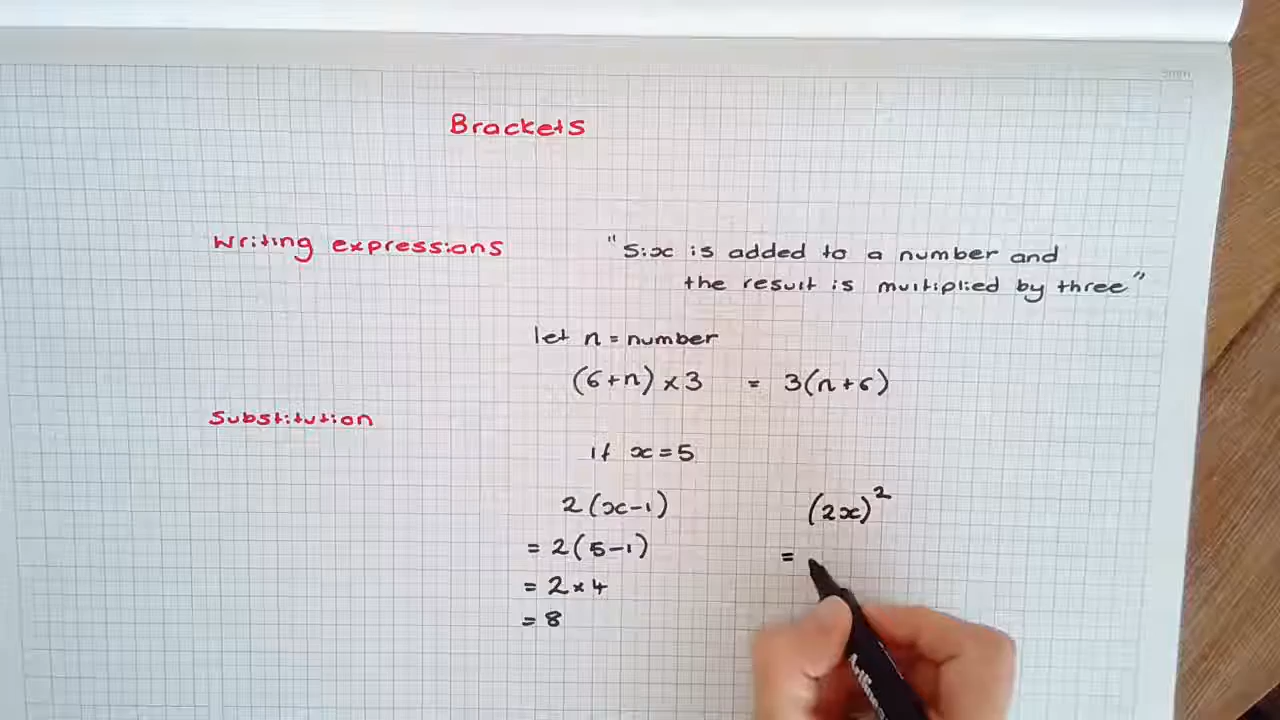 5mm
Brackets
Writing expressions
"Six is added to a number and
the result is multiplied by three"
let n = number
(6+n) × 3 = 3(n+6)
Substitution
if x = 5
2(x-1)
= 2(5-1)
= 2 × 4
= 8
(2x)²
=